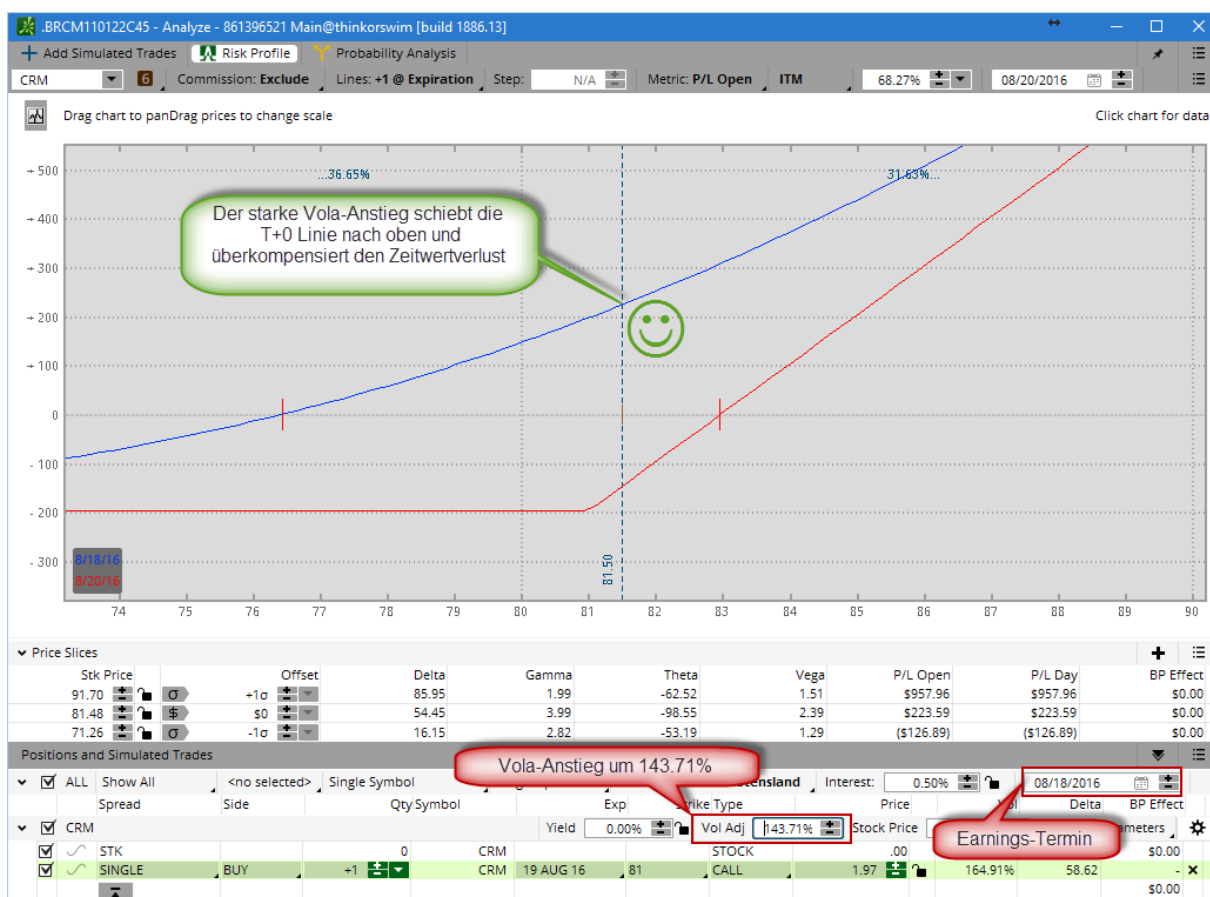 .BRCM110122C45 - Analyze - 861396521 Main@thinkorswim [build 1886.13]
Add Simulated Trades Risk Profile Probability Analysis
CRM 6 Commission: Exclude Lines: +1 @ Expiration Step: N/A Metric: P/L Open ITM 68.27% 08/20/2016
Drag chart to panDrag prices to change scale Click chart for data
...36.65% 31.63%...
Der starke Vola-Anstieg schiebt die
T+0 Linie nach oben und
überkompensiert den Zeitwertverlust
+ 500
+ 400
+ 300
+ 200
+ 100
0
- 100
- 200
- 300
8/18/16
8/20/16
81.50
74 75 76 77 78 79 80 81 82 83 84 85 86 87 88 89 90
Price Slices
Stk Price Offset Delta Gamma Theta Vega P/L Open P/L Day BP Effect
91.70 σ +1σ 85.95 1.99 -62.52 1.51 $957.96 $957.96 $0.00
81.48 $ $0 54.45 3.99 -98.55 2.39 $223.59 $223.59 $0.00
71.26 σ -1σ 16.15 2.82 -53.19 1.29 ($126.89) ($126.89) $0.00
Positions and Simulated Trades
Vola-Anstieg um 143.71%
ALL Show All <no selected> Single Symbol Interest: 0.50% 08/18/2016
Spread Side Qty Symbol Exp Strike Type Price Vol Delta BP Effect
CRM Yield 0.00% Vol Adj 143.71% Stock Price
Earnings-Termin
STK 0 CRM STOCK .00 $0.00
SINGLE BUY +1 CRM 19 AUG 16 81 CALL 1.97 164.91% 58.62 - X
$0.00